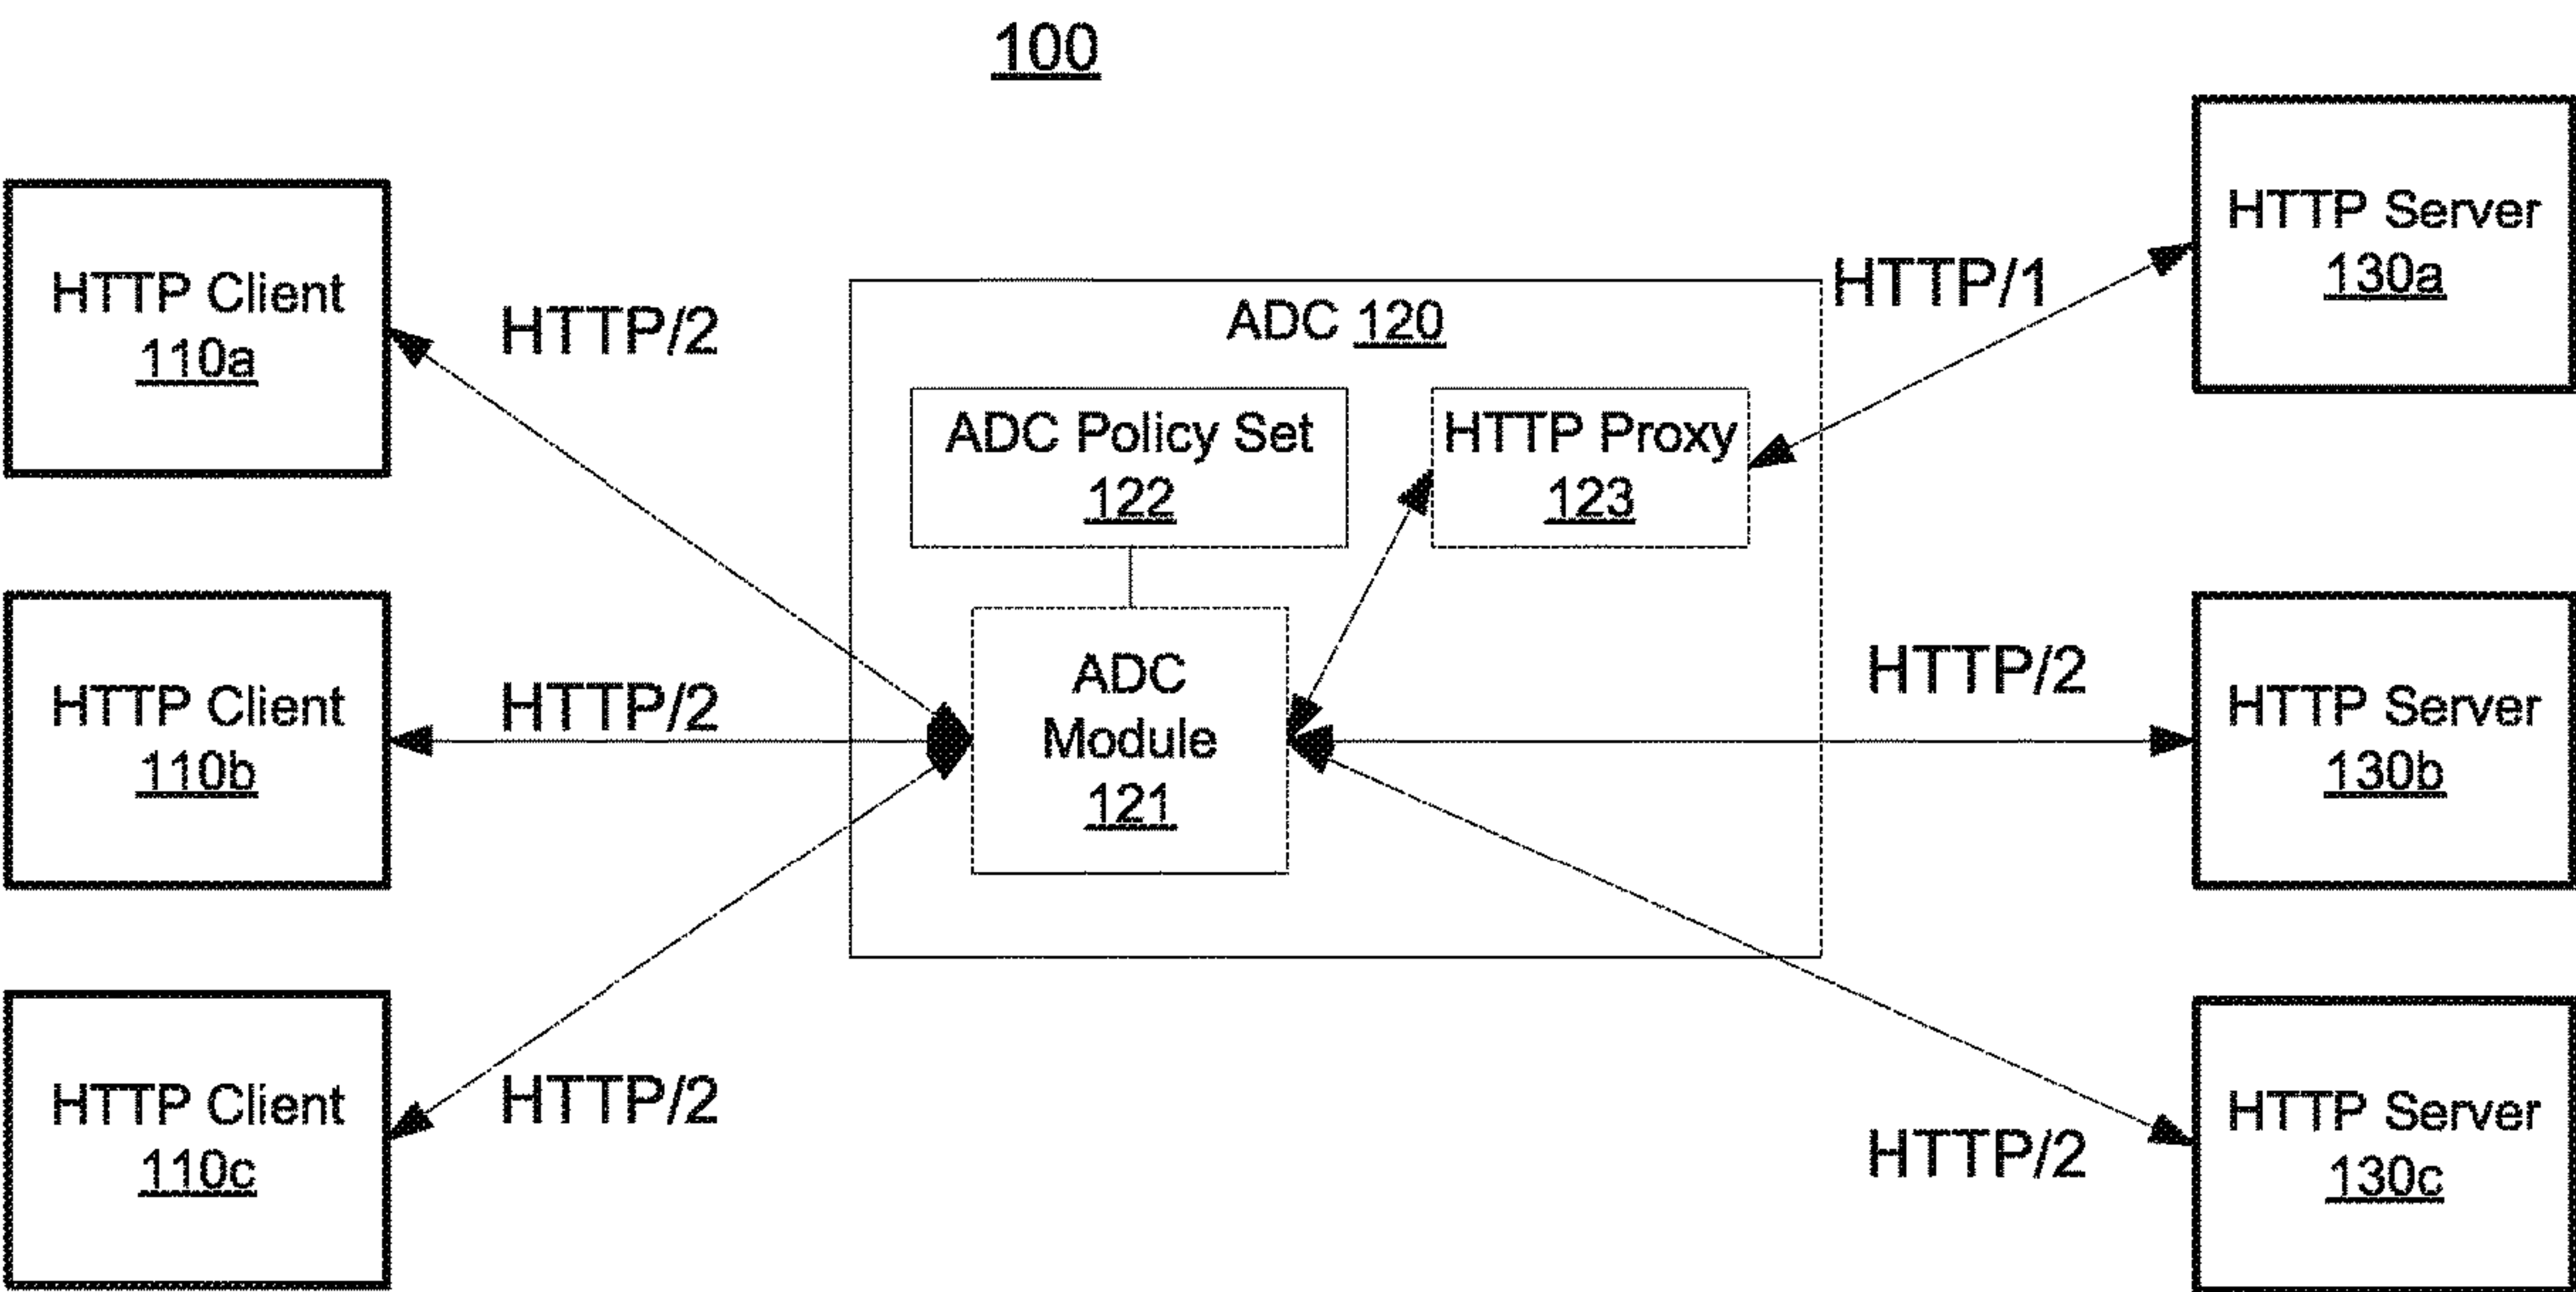 100
HTTP Client
110a
HTTP/2
HTTP Client
110b
HTTP/2
HTTP Client
110c
HTTP/2
ADC 120
ADC Policy Set
122
HTTP Proxy
123
ADC
Module
121
HTTP/1
HTTP Server
130a
HTTP/2
HTTP Server
130b
HTTP/2
HTTP Server
130c